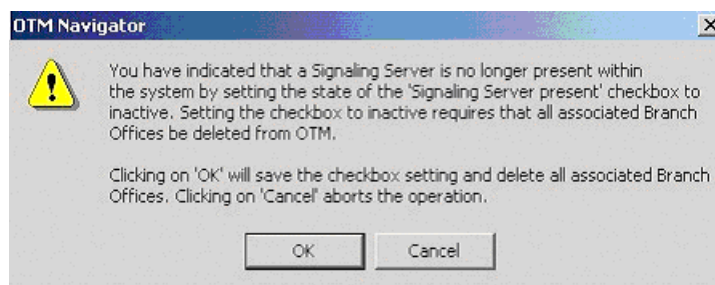 OTM Navigator
You have indicated that a Signaling Server is no longer present within
the system by setting the state of the 'Signaling Server present' checkbox to
inactive. Setting the checkbox to inactive requires that all associated Branch
Offices be deleted from OTM.
Clicking on 'OK' will save the checkbox setting and delete all associated Branch
Offices. Clicking on 'Cancel' aborts the operation.
OK
Cancel